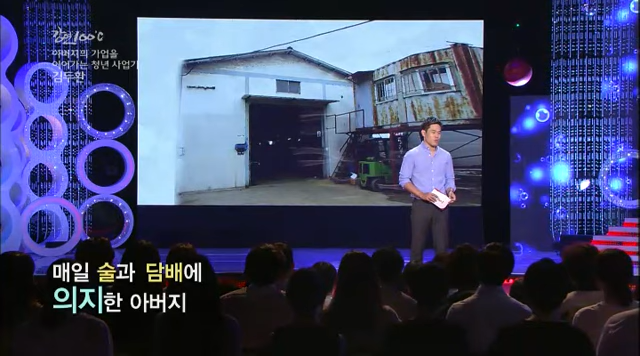 강연100℃
아버지의 가업을
이어가는 청년 사업가
김두환
매일 술과 담배에
의지한 아버지